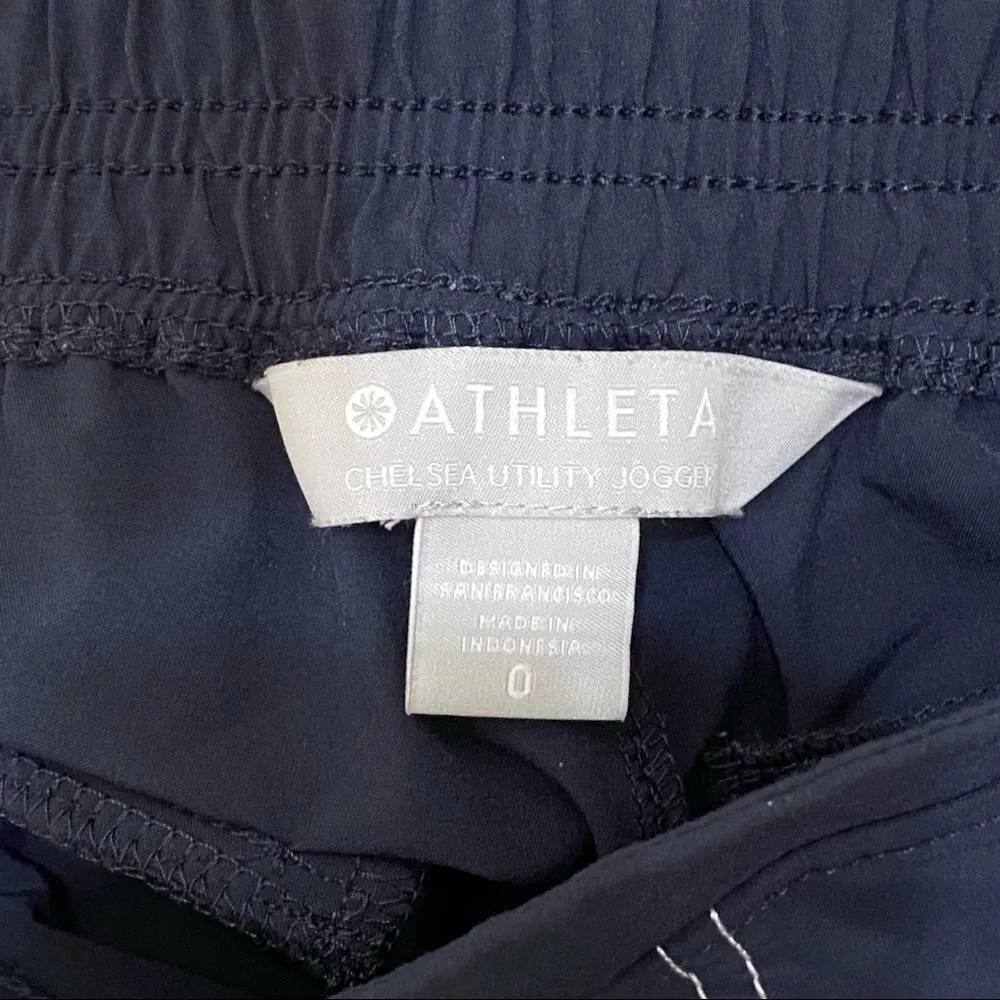 ATHLETA
CHELSEA UTILITY JOGGER
DESIGNED IN
SAN FRANCISCO
MADE IN
INDONESIA
0